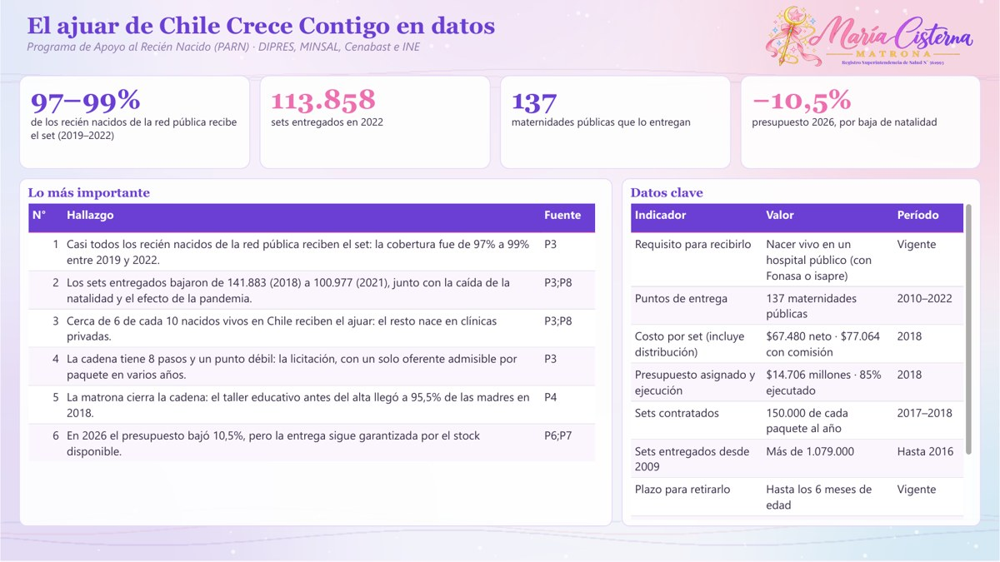 El ajuar de Chile Crece Contigo en datos
Programa de Apoyo al Recién Nacido (PARN) · DIPRES, MINSAL, Cenabast e INE
María Cisterna
MATRONA
97–99%
de los recién nacidos de la red pública recibe
el set (2019–2022)
113.858
sets entregados en 2022
137
maternidades públicas que lo entregan
−10,5%
presupuesto 2026, por baja de natalidad
Lo más importante
N° Hallazgo Fuente
1 Casi todos los recién nacidos de la red pública reciben el set: la cobertura fue de 97% a 99% P3
entre 2019 y 2022.
2 Los sets entregados bajaron de 141.883 (2018) a 100.977 (2021), junto con la caída de la P3;P8
natalidad y el efecto de la pandemia.
3 Cerca de 6 de cada 10 nacidos vivos en Chile reciben el ajuar: el resto nace en clínicas P3;P8
privadas.
4 La cadena tiene 8 pasos y un punto débil: la licitación, con un solo oferente admisible por P3
paquete en varios años.
5 La matrona cierra la cadena: el taller educativo antes del alta llegó a 95,5% de las madres en P4
2018.
6 En 2026 el presupuesto bajó 10,5%, pero la entrega sigue garantizada por el stock P6;P7
disponible.
Datos clave
Indicador Valor Período
Requisito para recibirlo Nacer vivo en un Vigente
hospital público (con
Fonasa o isapre)
Puntos de entrega 137 maternidades 2010–2022
públicas
Costo por set (incluye $67.480 neto · $77.064 2018
distribución) con comisión
Presupuesto asignado y $14.706 millones · 85% 2018
ejecución ejecutado
Sets contratados 150.000 de cada 2017–2018
paquete al año
Sets entregados desde Más de 1.079.000 Hasta 2016
2009
Plazo para retirarlo Hasta los 6 meses de Vigente
edad